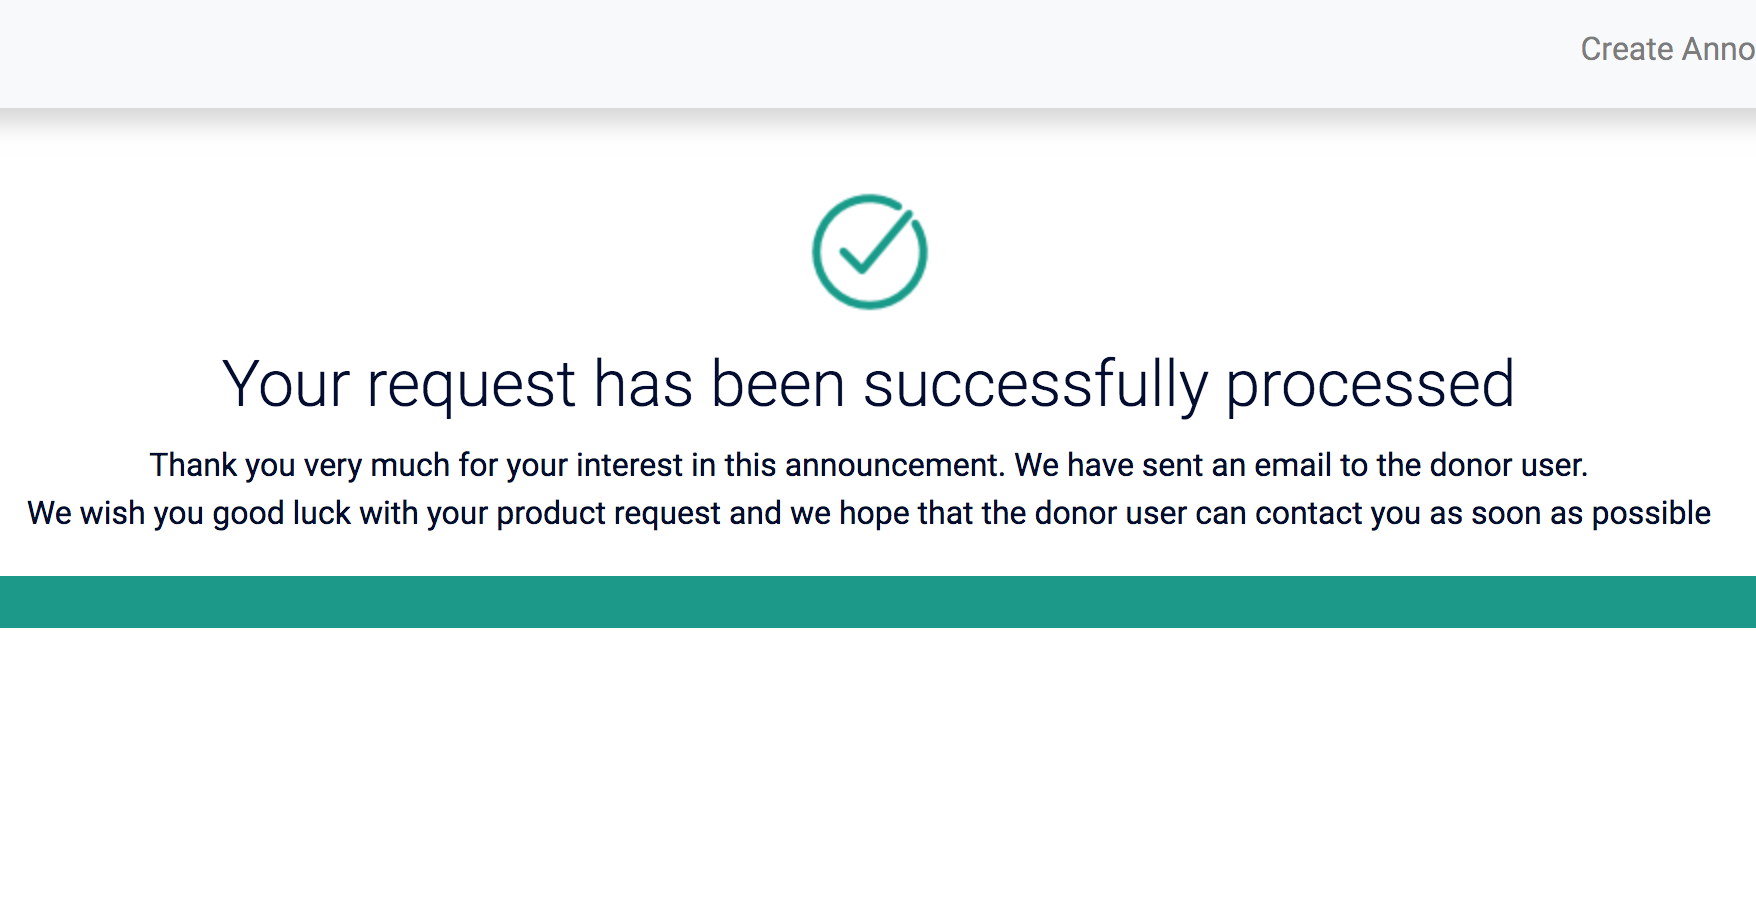 Create Anno
Your request has been successfully processed
Thank you very much for your interest in this announcement. We have sent an email to the donor user.
We wish you good luck with your product request and we hope that the donor user can contact you as soon as possible